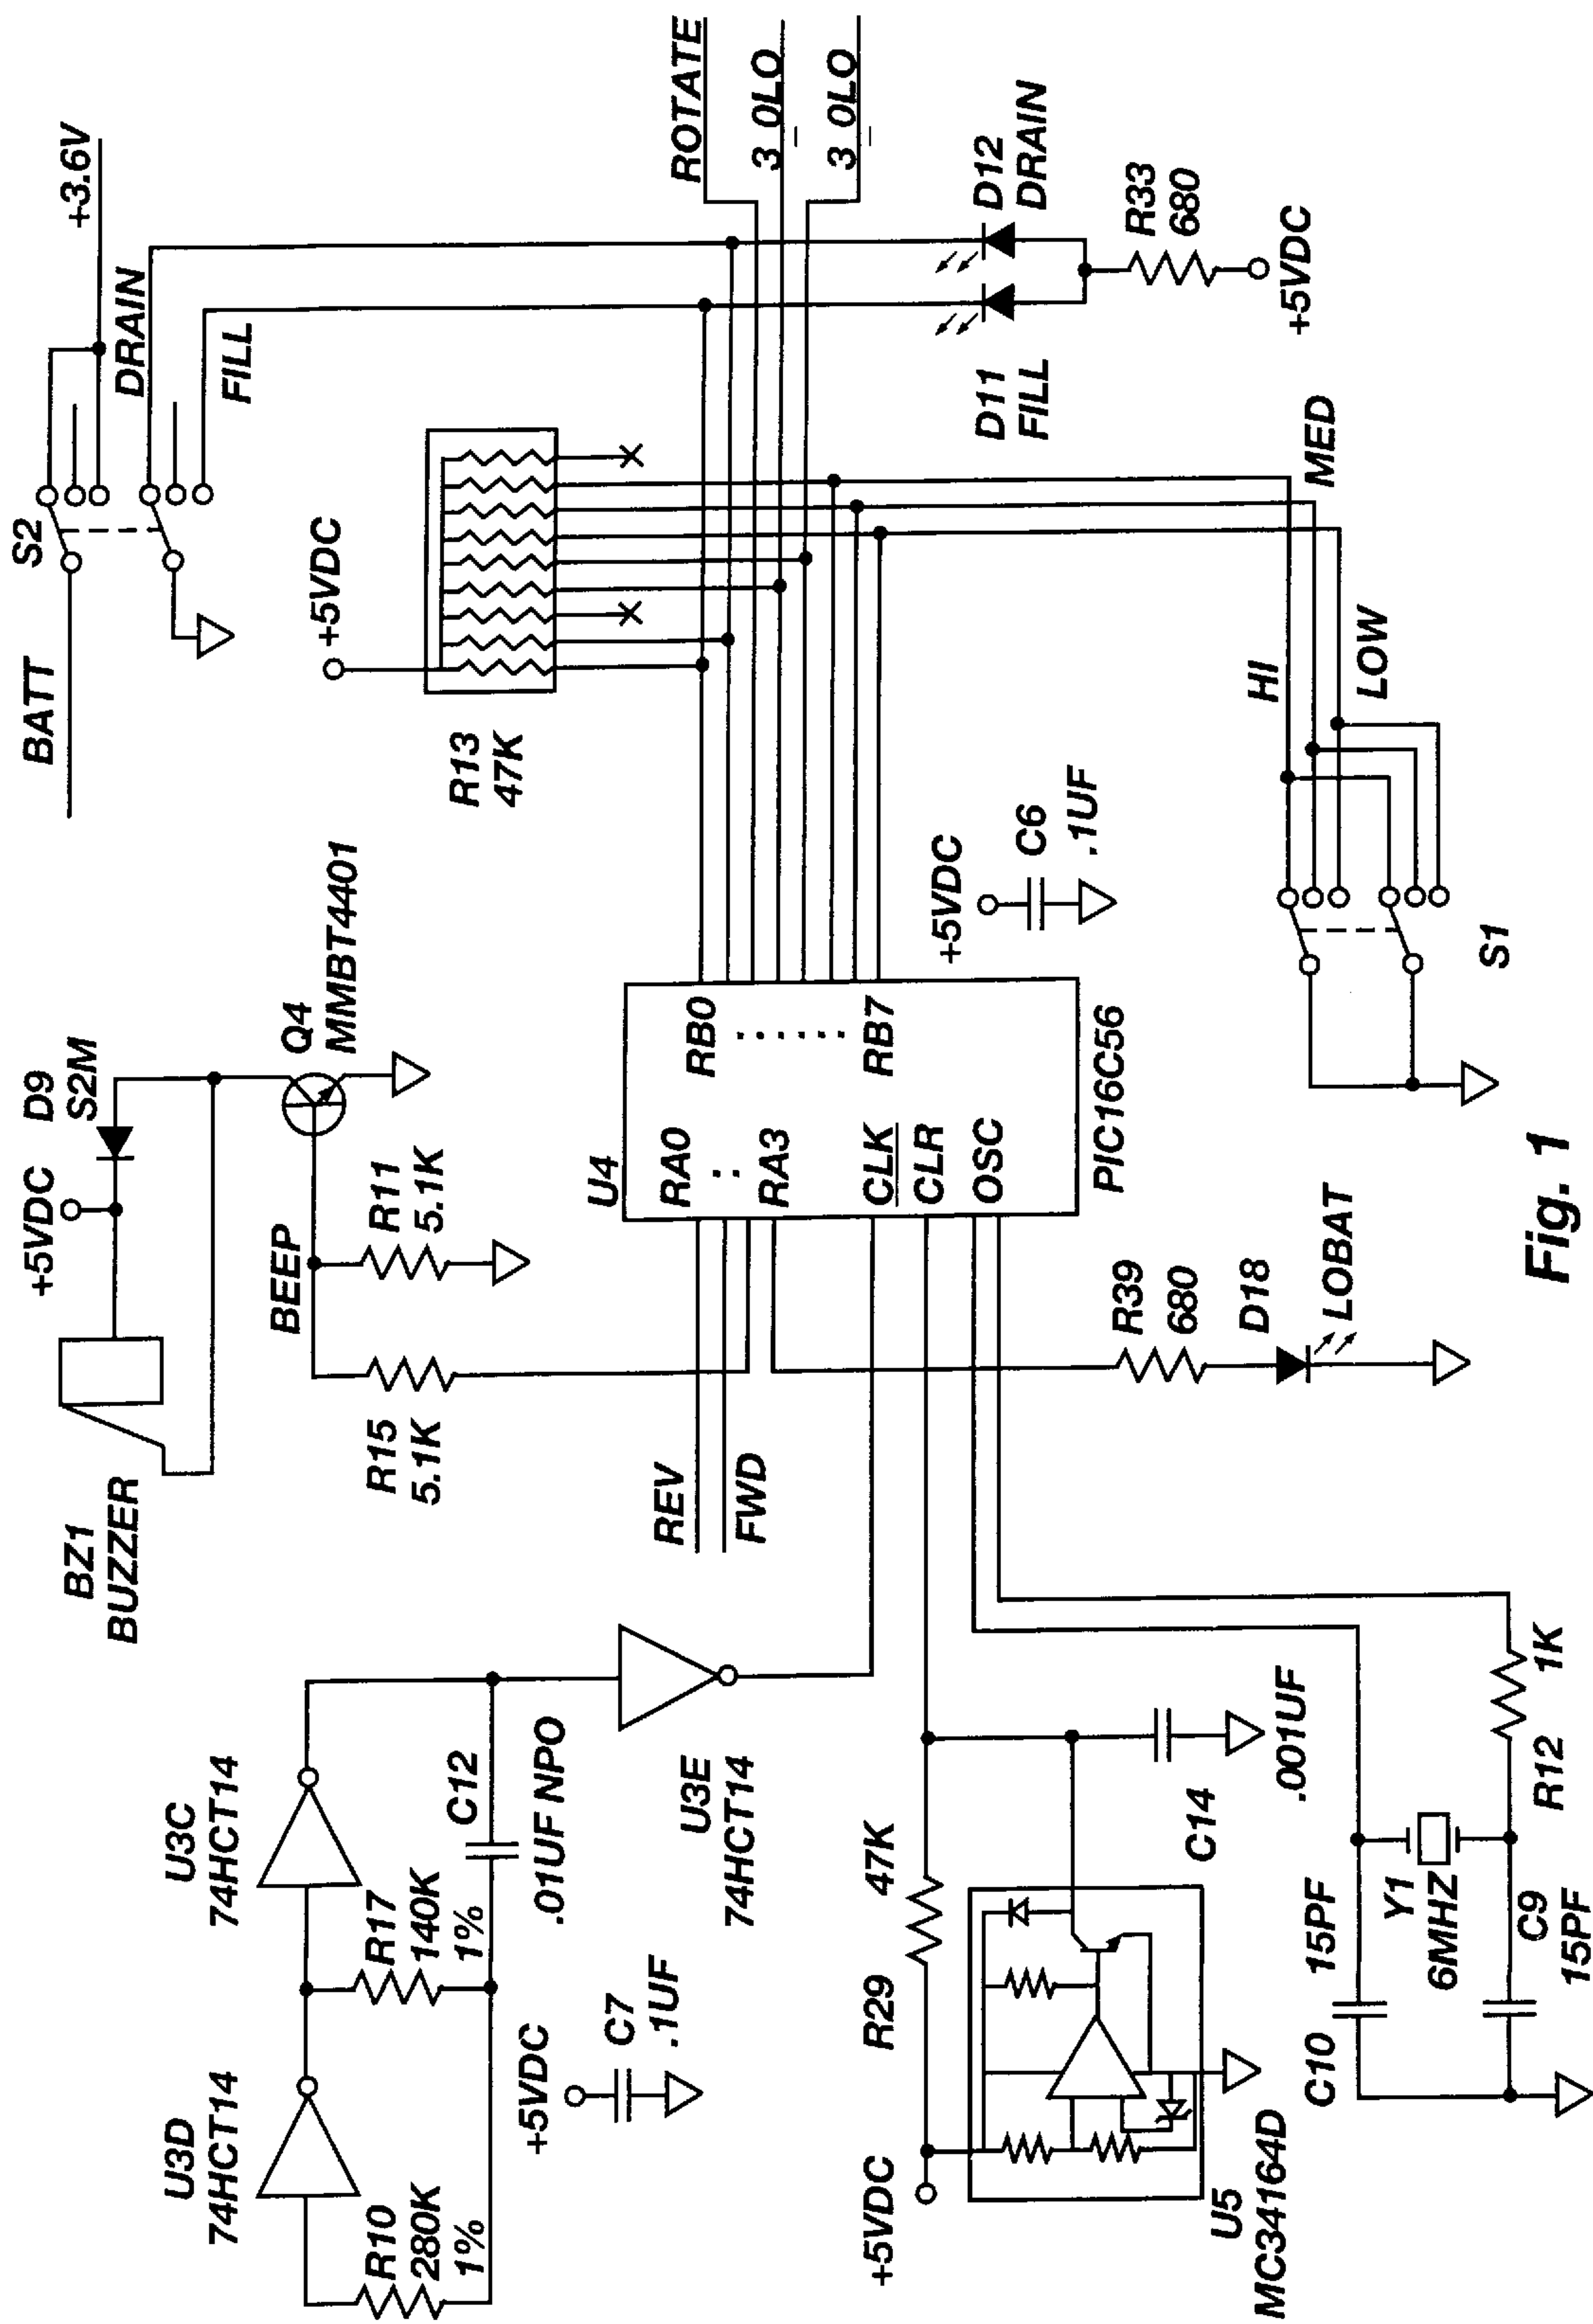 BATT
S2
+3.6V
DRAIN
FILL
+5VDC
R13
47K
ROTATE
3 0LO
3 0LO
D12
DRAIN
D11
FILL
R33
680
+5VDC
BZ1
BUZZER
+5VDC
D9
S2M
Q4
MMBT4401
BEEP
R11
5.1K
R15
5.1K
REV
FWD
U4
RA0
RA3
CLK
CLR
OSC
RB0
RB7
PIC16C56
+5VDC
C6
.1UF
HI
MED
LOW
S1
R39
680
D18
LOBAT
U3D
74HCT14
U3C
74HCT14
R10
280K
1%
R17
140K
1%
C12
.01UF NPO
U3E
74HCT14
+5VDC
C7
.1UF
+5VDC
R29
47K
U5
MC34164D
C14
.001UF
C10
15PF
Y1
6MHZ
C9
15PF
R12
1K
Fig. 1